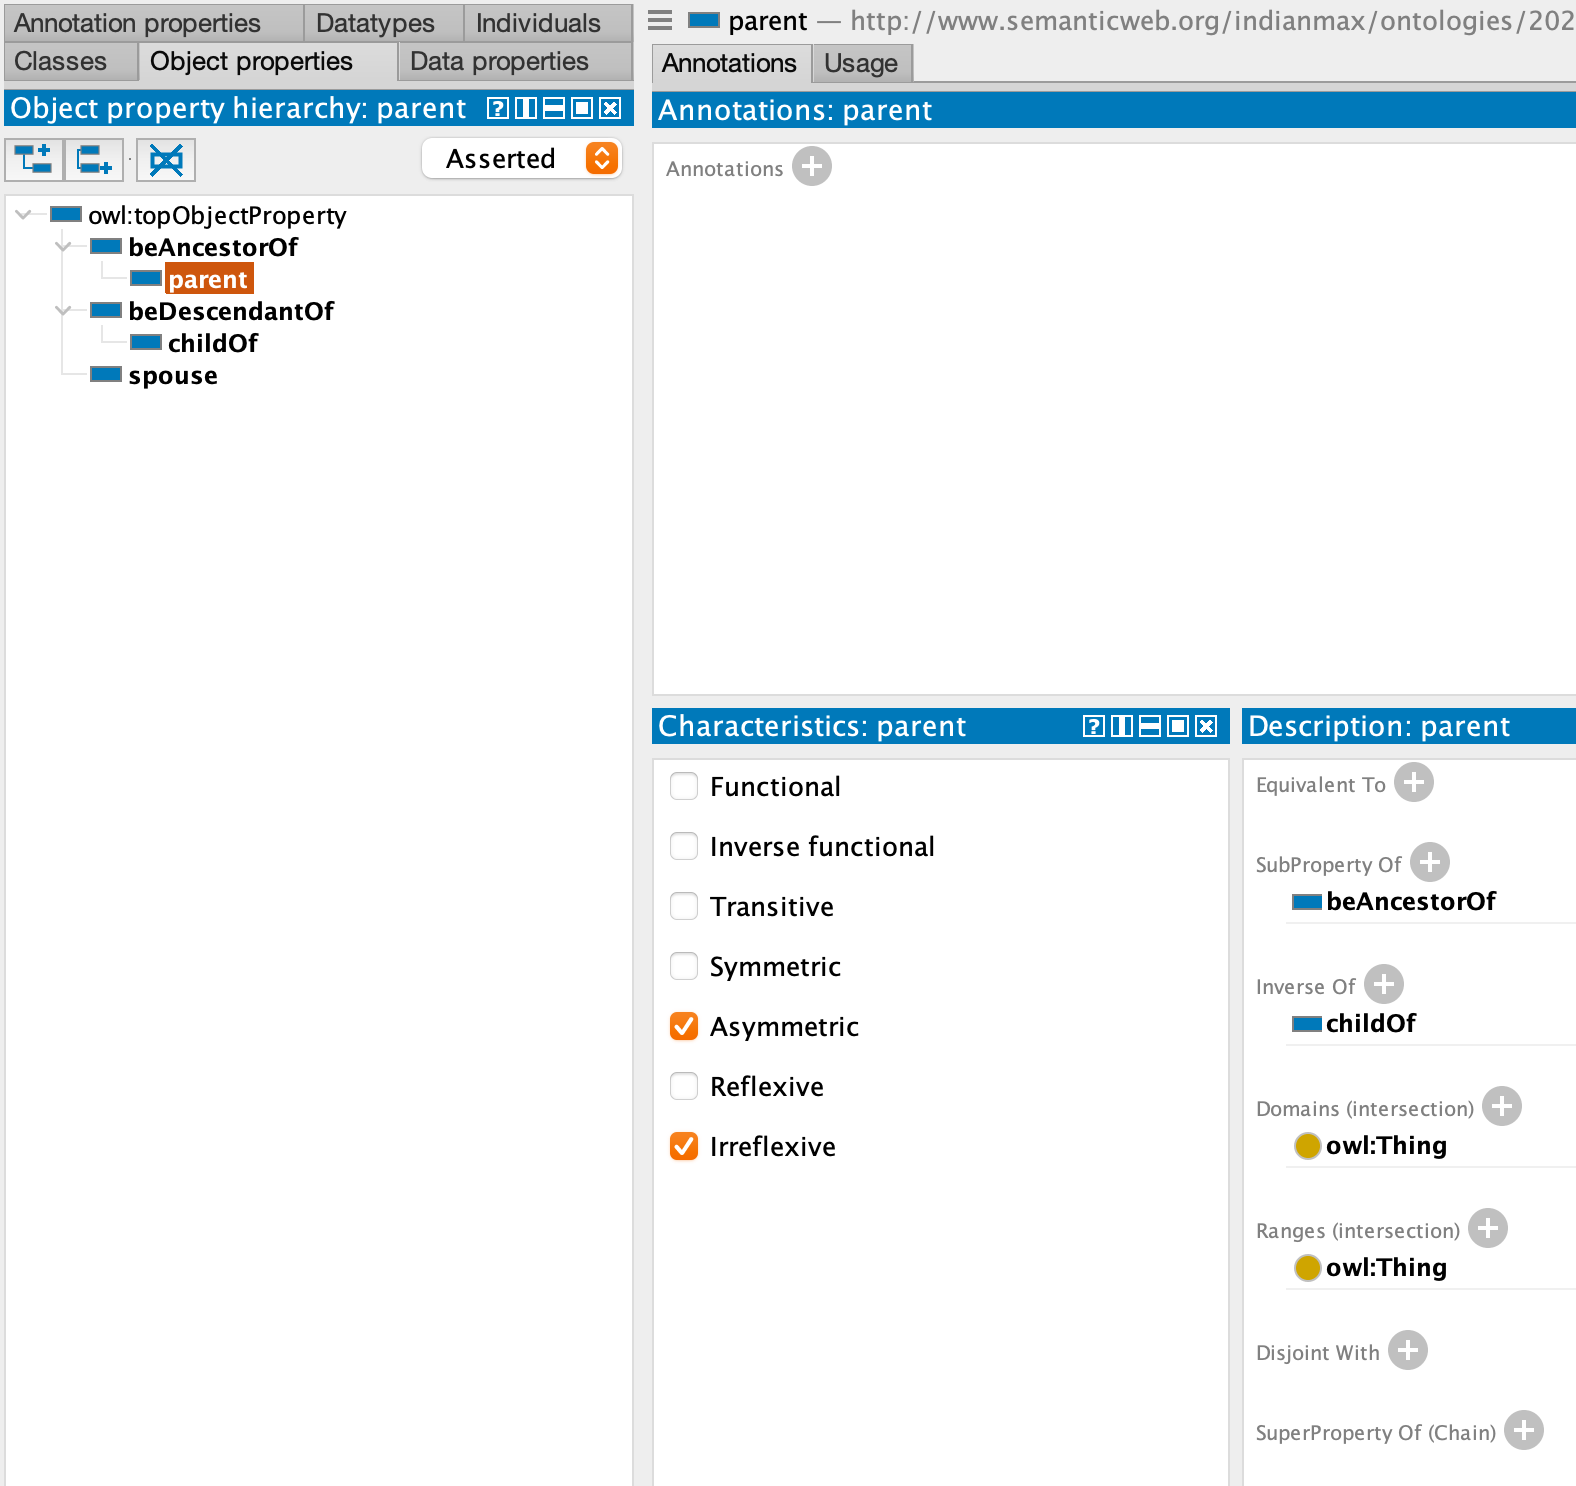 Annotation properties Datatypes Individuals
Classes Object properties Data properties
Object property hierarchy: parent
Asserted
owl:topObjectProperty
beAncestorOf
parent
beDescendantOf
childOf
spouse
parent — http://www.semanticweb.org/indianmax/ontologies/202
Annotations Usage
Annotations: parent
Annotations
Characteristics: parent
Functional
Inverse functional
Transitive
Symmetric
Asymmetric
Reflexive
Irreflexive
Description: parent
Equivalent To
SubProperty Of
beAncestorOf
Inverse Of
childOf
Domains (intersection)
owl:Thing
Ranges (intersection)
owl:Thing
Disjoint With
SuperProperty Of (Chain)